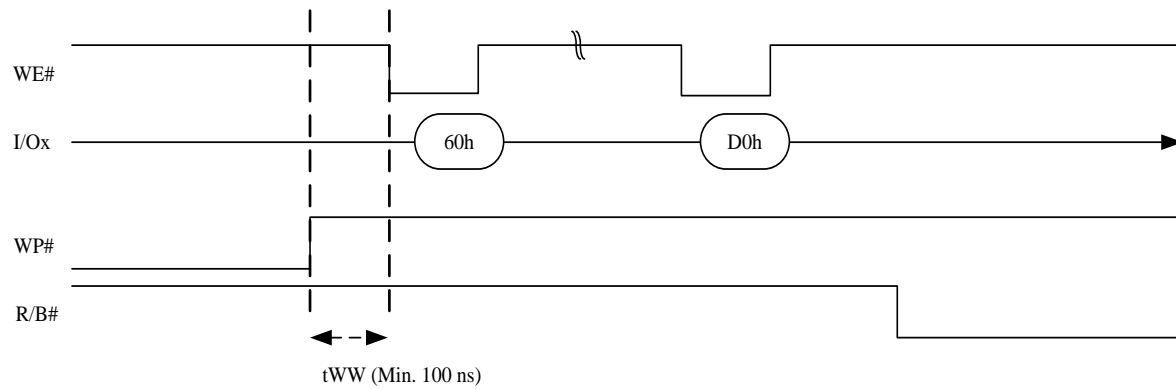 WE#
I/Ox
60h
D0h
WP#
R/B#
tWW (Min. 100 ns)